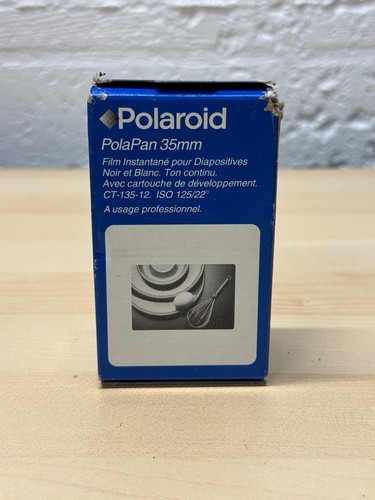 Polaroid
PolaPan 35mm
Film Instantané pour Diapositives
Noir et Blanc. Ton continu.
Avec cartouche de développement.
CT-135-12. ISO 125/22°
A usage professionnel.